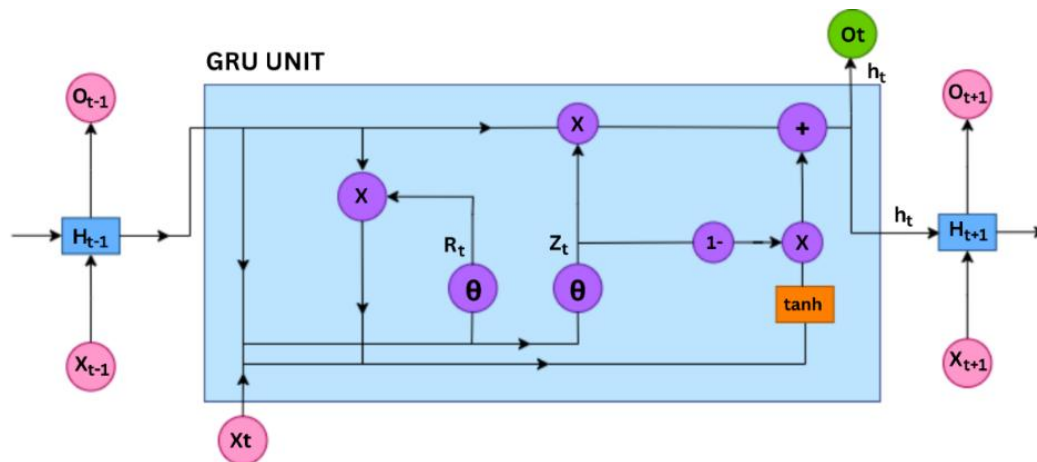 Ot
GRU UNIT
ht
Ot-1
Ot+1
X
+
X
ht
Ht-1
Rt
Zt
1-
X
Ht+1
θ
θ
tanh
Xt-1
Xt+1
Xt